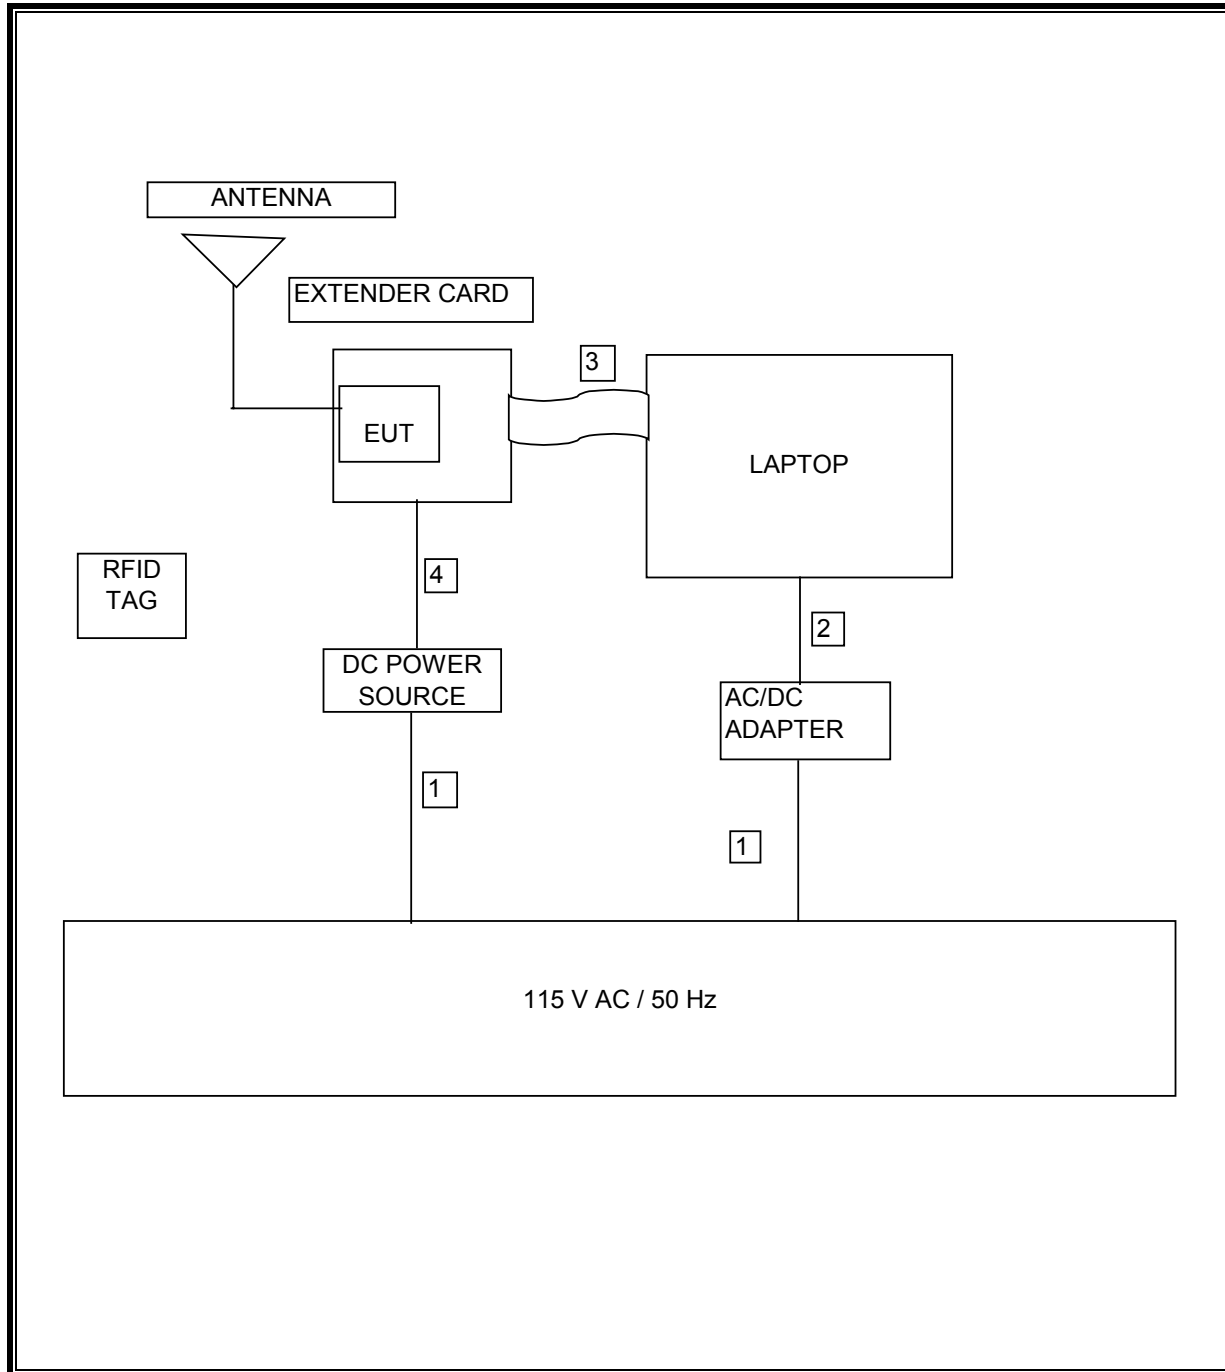 ANTENNA
EXTENDER CARD
3
EUT
LAPTOP
RFID
TAG
4
2
DC POWER
SOURCE
AC/DC
ADAPTER
1
1
115 V AC / 50 Hz